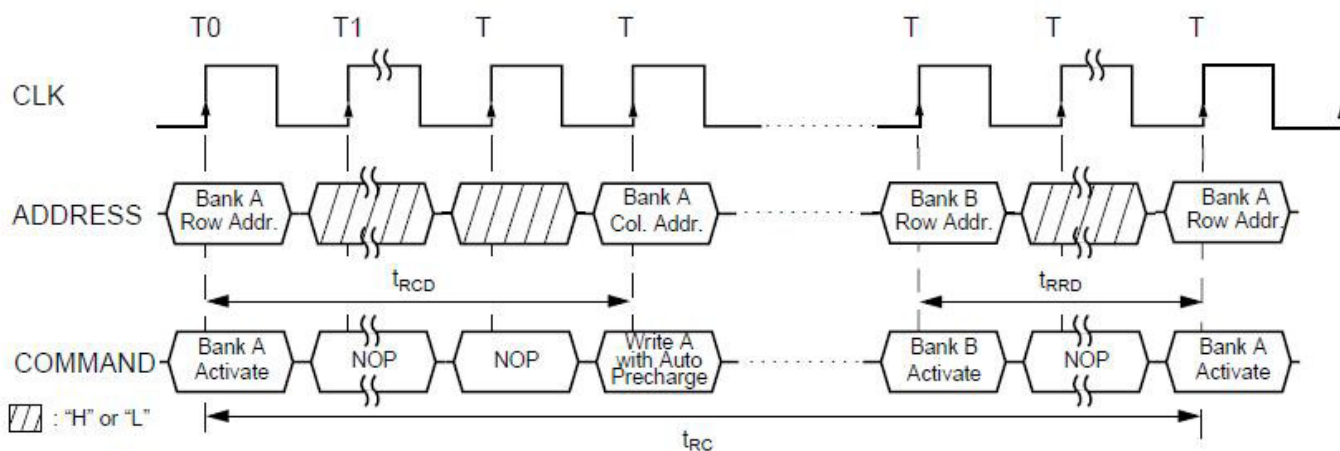 T0 T1 T T T T T
CLK
ADDRESS
Bank A
Row Addr.
Bank A
Col. Addr.
Bank B
Row Addr.
Bank A
Row Addr.
tRCD
tRRD
COMMAND
Bank A
Activate
NOP
NOP
Write A
with Auto
Precharge
Bank B
Activate
NOP
Bank A
Activate
: “H” or “L”
tRC